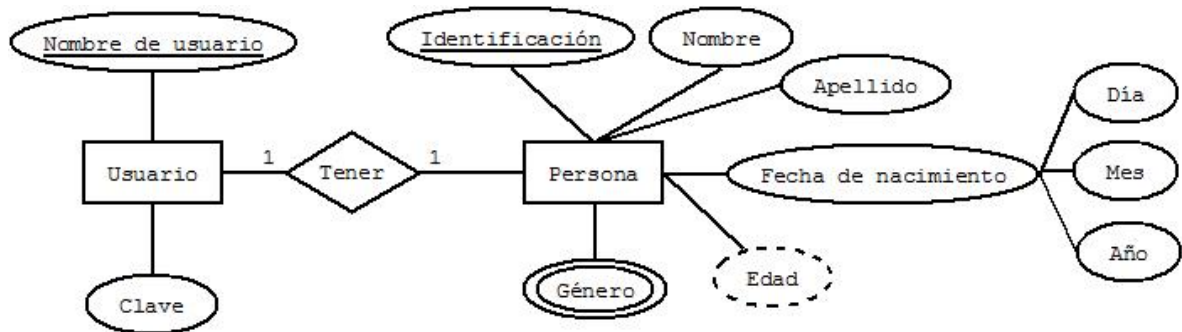 Nombre de usuario
Identificación
Nombre
Apellido
Día
Usuario
1
Tener
1
Persona
Fecha de nacimiento
Mes
Clave
Género
Edad
Año